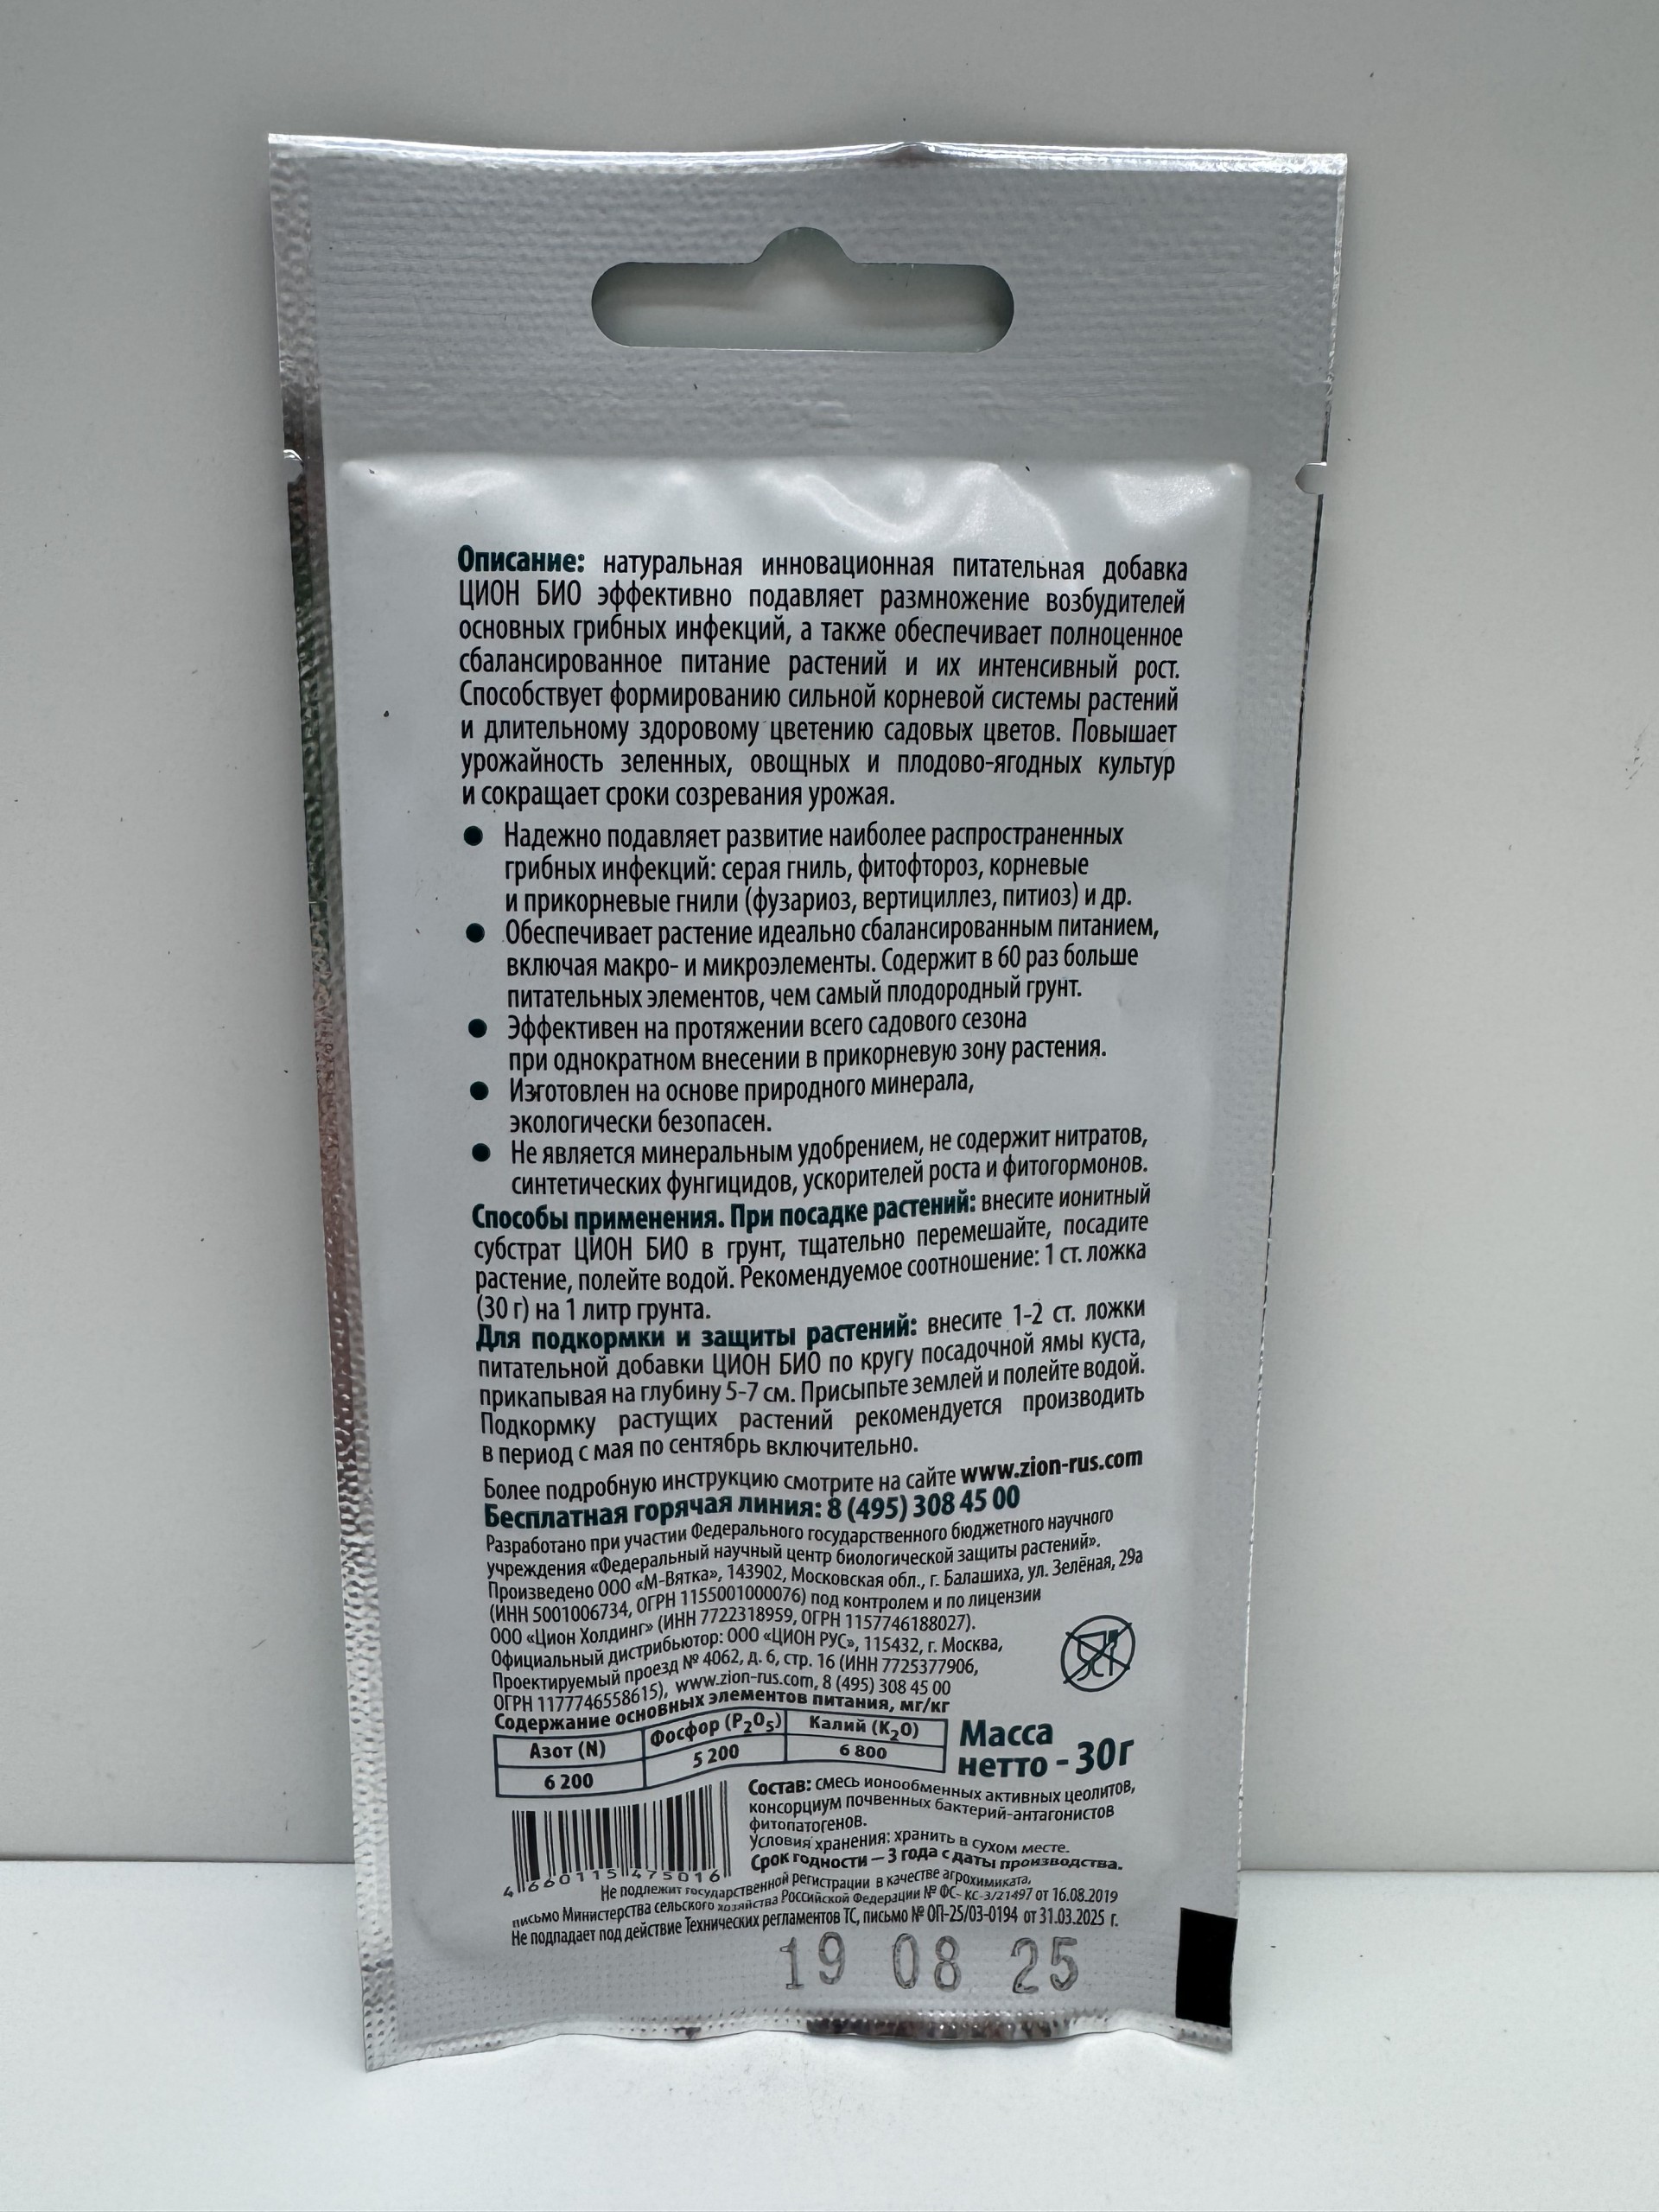 Описание: натуральная инновационная питательная добавка
ЦИОН БИО эффективно подавляет размножение возбудителей
основных грибных инфекций, а также обеспечивает полноценное
сбалансированное питание растений и их интенсивный рост.
Способствует формированию сильной корневой системы растений
и длительному здоровому цветению садовых цветов. Повышает
урожайность зеленных, овощных и плодово-ягодных культур
и сокращает сроки созревания урожая.
● Надежно подавляет развитие наиболее распространенных
грибных инфекций: серая гниль, фитофтороз, корневые
и прикорневые гнили (фузариоз, вертициллез, питиоз) и др.
● Обеспечивает растение идеально сбалансированным питанием,
включая макро- и микроэлементы. Содержит в 60 раз больше
питательных элементов, чем самый плодородный грунт.
● Эффективен на протяжении всего садового сезона
при однократном внесении в прикорневую зону растения.
● Изготовлен на основе природного минерала,
экологически безопасен.
● Не является минеральным удобрением, не содержит нитратов,
синтетических фунгицидов, ускорителей роста и фитогормонов.
Способы применения. При посадке растений: внесите ионитный
субстрат ЦИОН БИО в грунт, тщательно перемешайте, посадите
растение, полейте водой. Рекомендуемое соотношение: 1 ст. ложка
(30 г) на 1 литр грунта.
Для подкормки и защиты растений: внесите 1-2 ст. ложки
питательной добавки ЦИОН БИО по кругу посадочной ямы куста,
прикапывая на глубину 5-7 см. Присыпьте землей и полейте водой.
Подкормку растущих растений рекомендуется производить
в период с мая по сентябрь включительно.
Более подробную инструкцию смотрите на сайте www.zion-rus.com
Бесплатная горячая линия: 8 (495) 308 45 00
Разработано при участии Федерального государственного бюджетного научного
учреждения «Федеральный научный центр биологической защиты растений».
Произведено ООО «М-Вятка», 143902, Московская обл., г. Балашиха, ул. Зелёная, 29а
(ИНН 5001006734, ОГРН 1155001000076) под контролем и по лицензии
ООО «Цион Холдинг» (ИНН 7722318959, ОГРН 1157746188027).
Официальный дистрибьютор: ООО «ЦИОН РУС», 115432, г. Москва,
Проектируемый проезд № 4062, д. 6, стр. 16 (ИНН 7725377906,
ОГРН 1177746558615), www.zion-rus.com, 8 (495) 308 45 00
Содержание основных элементов питания, мг/кг
Азот (N) Фосфор (P₂O₅) Калий (K₂O)
6 200 5 200 6 800
Масса
нетто - 30г
Состав: смесь ионообменных активных цеолитов,
консорциум почвенных бактерий-антагонистов
фитопатогенов.
Условия хранения: хранить в сухом месте.
Срок годности — 3 года с даты производства.
4 660115 475016
Не подлежит государственной регистрации в качестве агрохимиката,
письмо Министерства сельского хозяйства Российской Федерации № ФС- КС-3/21497 от 16.08.2019
Не подпадает под действие Технических регламентов ТС, письмо № ОП-25/03-0194 от 31.03.2025 г.
19 08 25